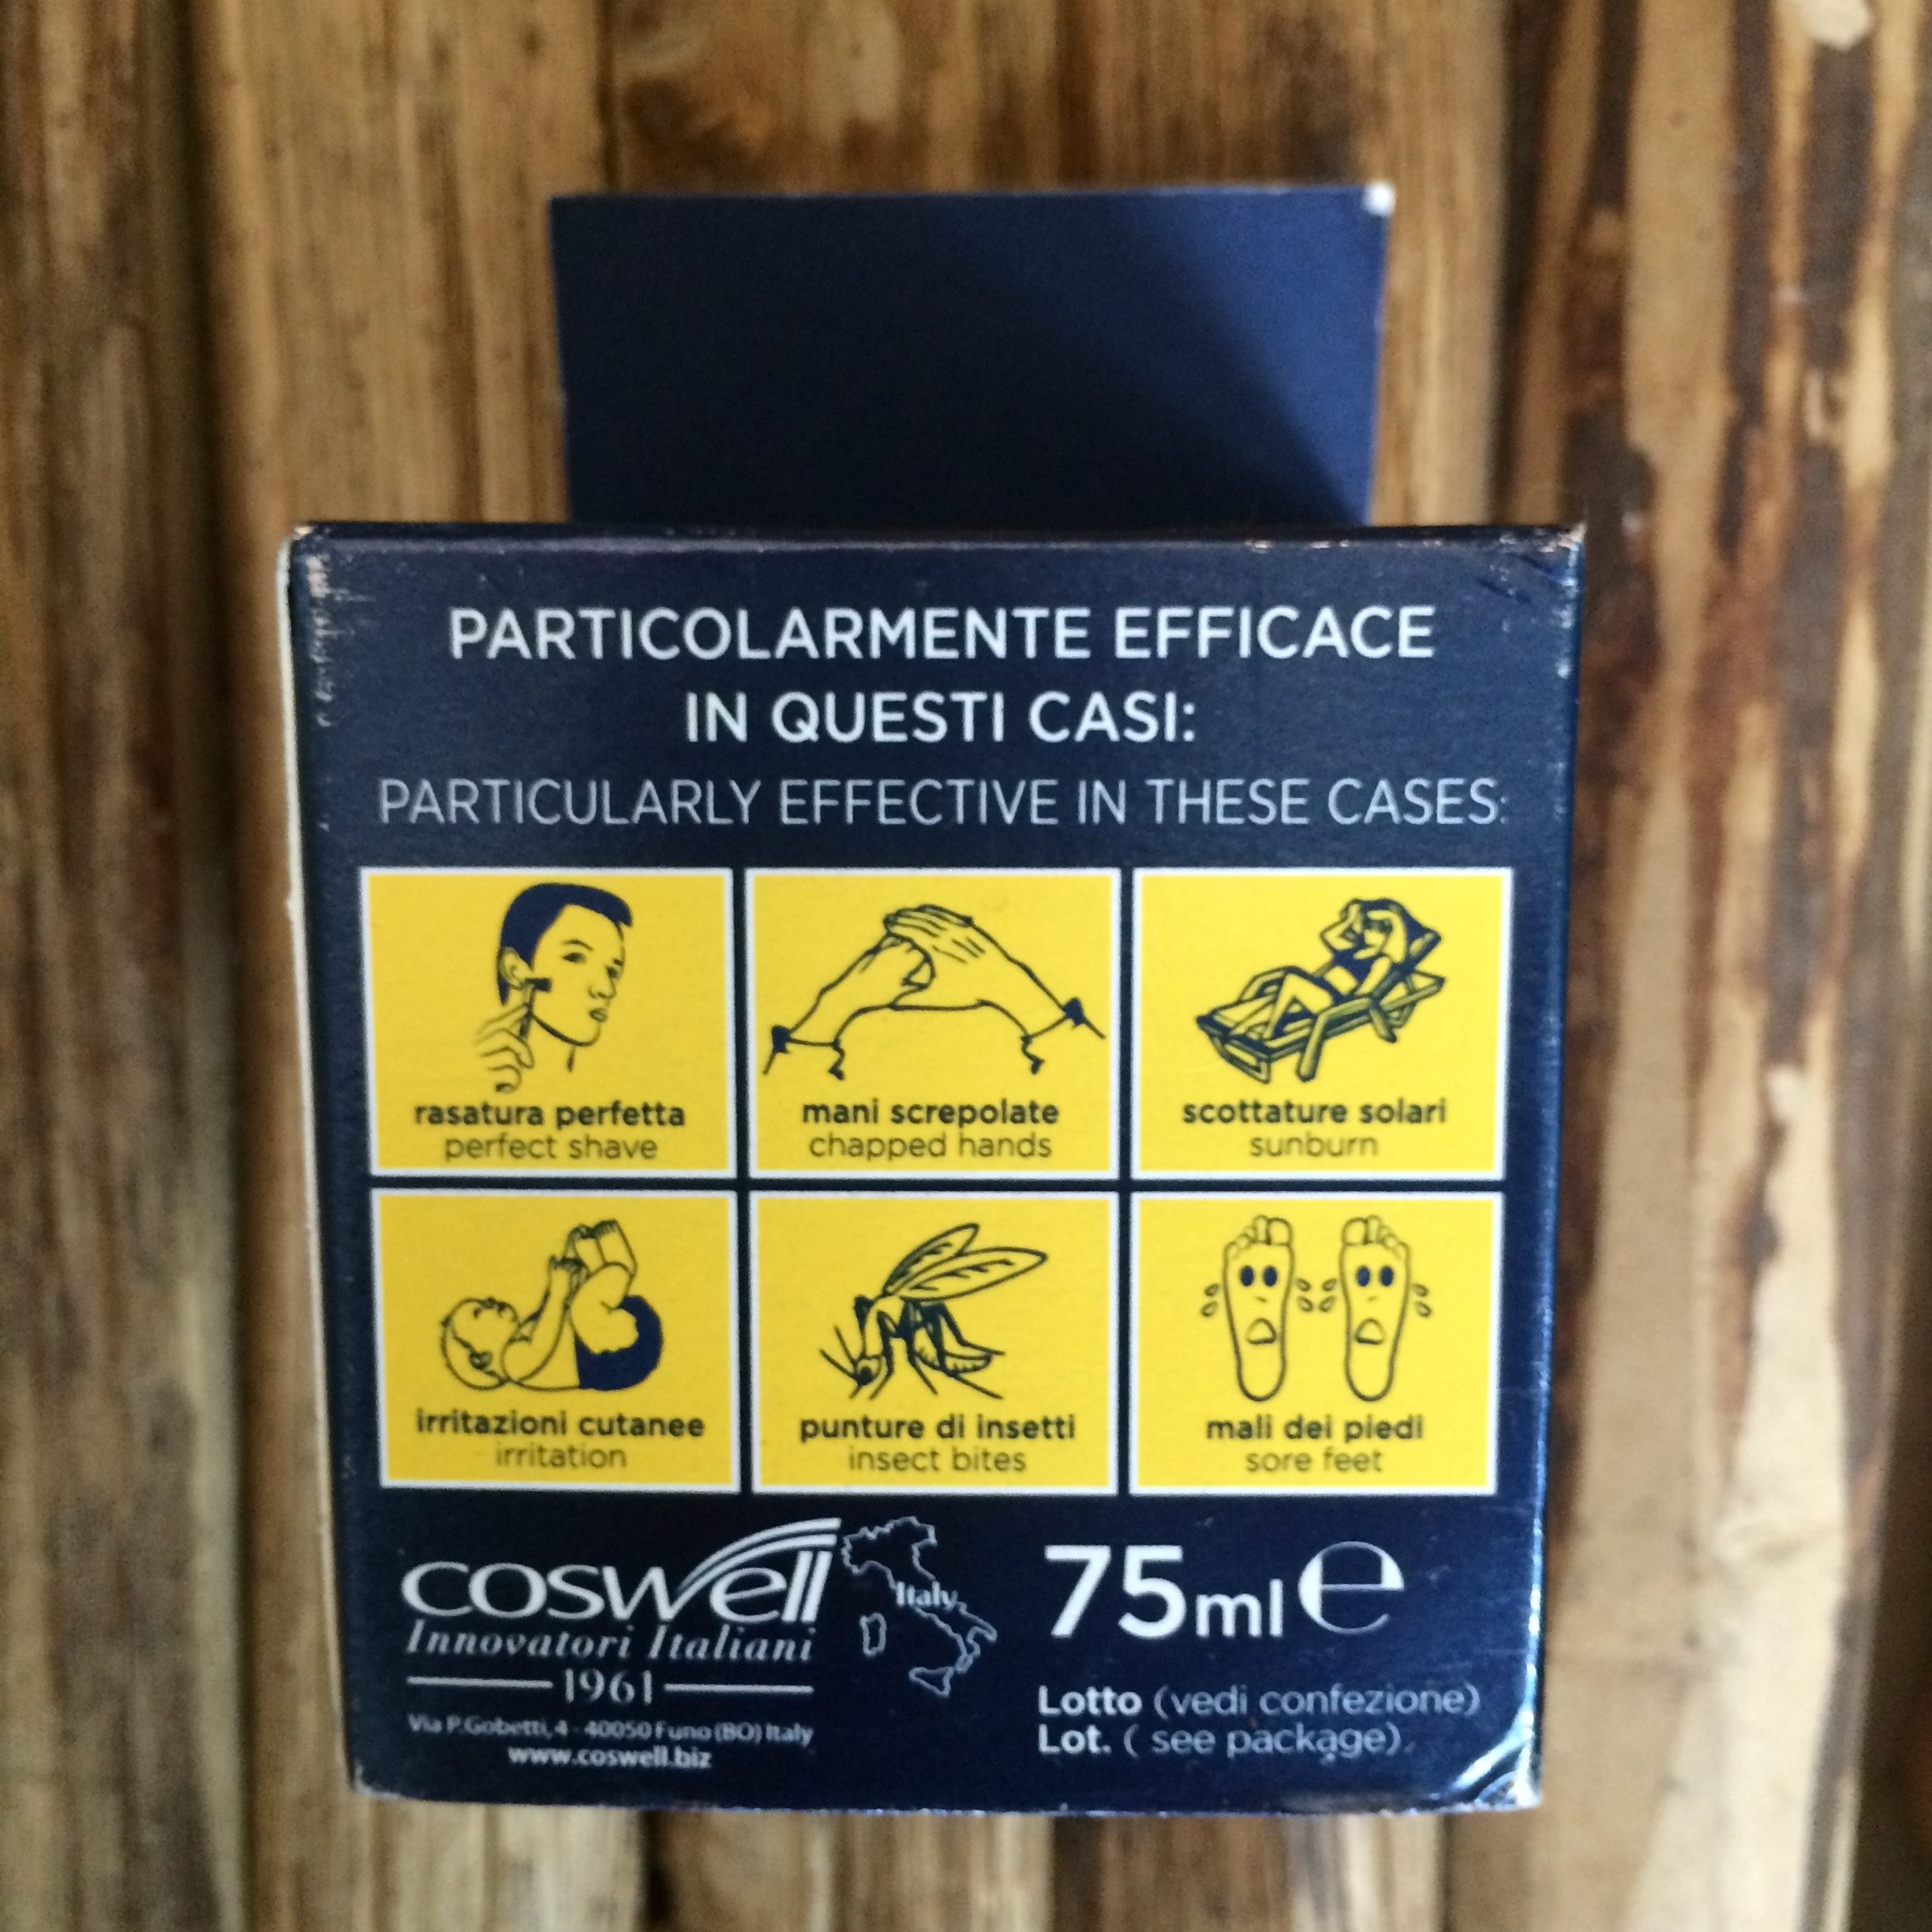 PARTICOLARMENTE EFFICACE
IN QUESTI CASI:
PARTICULARLY EFFECTIVE IN THESE CASES:
rasatura perfetta
perfect shave
mani screpolate
chapped hands
scottature solari
sunburn
irritazioni cutanee
irritation
punture di insetti
insect bites
mali dei piedi
sore feet
coswell
Innovatori Italiani
1961
Via P.Gobetti, 4 - 40050 Funo (BO) Italy
www.coswell.biz
Italy
75ml e
Lotto (vedi confezione)
Lot. ( see package).